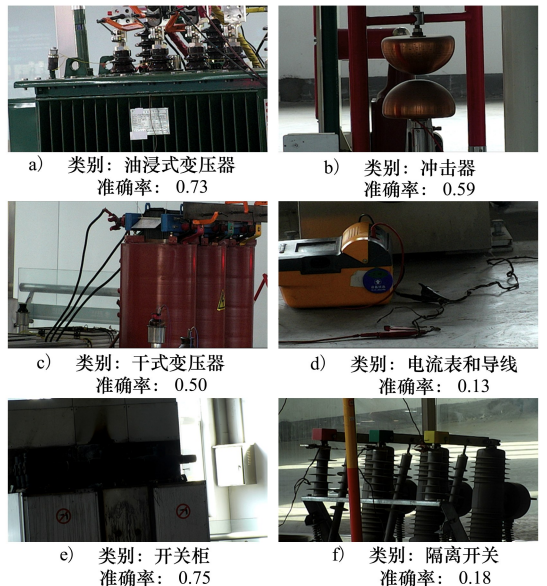 a) 类别：油浸式变压器
准确率：0.73
b) 类别：冲击器
准确率：0.59
c) 类别：干式变压器
准确率：0.50
d) 类别：电流表和导线
准确率：0.13
e) 类别：开关柜
准确率：0.75
f) 类别：隔离开关
准确率：0.18